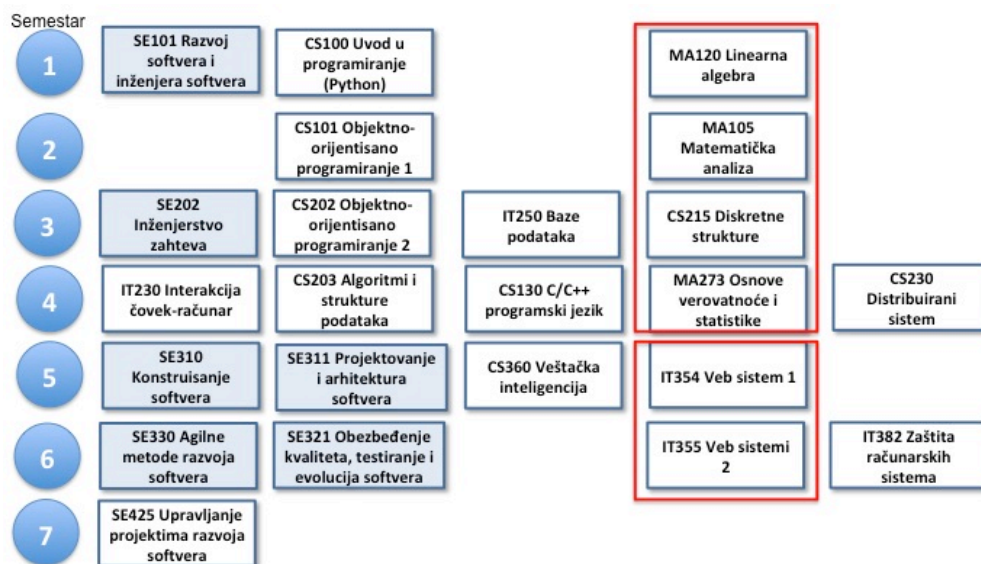 Semestar
1
SE101 Razvoj
softvera i
inženjera softvera
CS100 Uvod u
programiranje
(Python)
MA120 Linearna
algebra
2
CS101 Objektno-
orijentisano
programiranje 1
MA105
Matematička
analiza
3
SE202
Inženjerstvo
zahteva
CS202 Objektno-
orijentisano
programiranje 2
IT250 Baze
podataka
CS215 Diskretne
strukture
4
IT230 Interakcija
čovek-računar
CS203 Algoritmi i
strukture
podataka
CS130 C/C++
programski jezik
MA273 Osnove
verovatnoće i
statistike
CS230
Distribuirani
sistem
5
SE310
Konstruisanje
softvera
SE311 Projektovanje
i arhitektura
softvera
CS360 Veštačka
inteligencija
IT354 Veb sistem 1
6
SE330 Agilne
metode razvoja
softvera
SE321 Obezbeđenje
kvaliteta, testiranje i
evolucija softvera
IT355 Veb sistemi
2
IT382 Zaštita
računarskih
sistema
7
SE425 Upravljanje
projektima razvoja
softvera